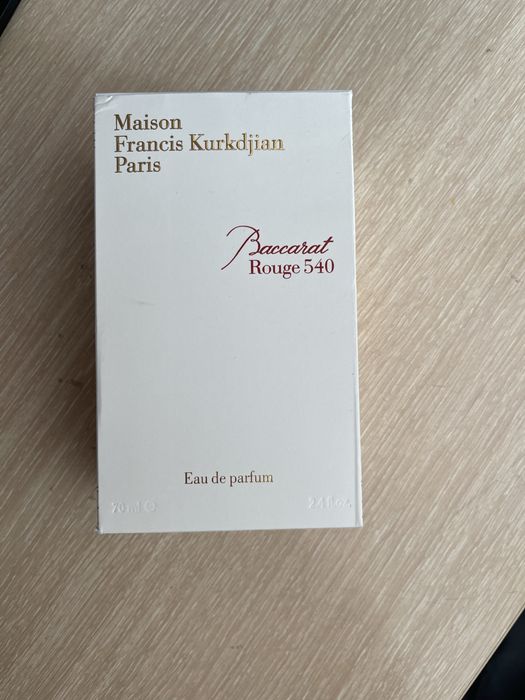 Maison
Francis Kurkdjian
Paris
Baccarat
Rouge 540
Eau de parfum
70 ml ℮ 2.4 fl.oz.